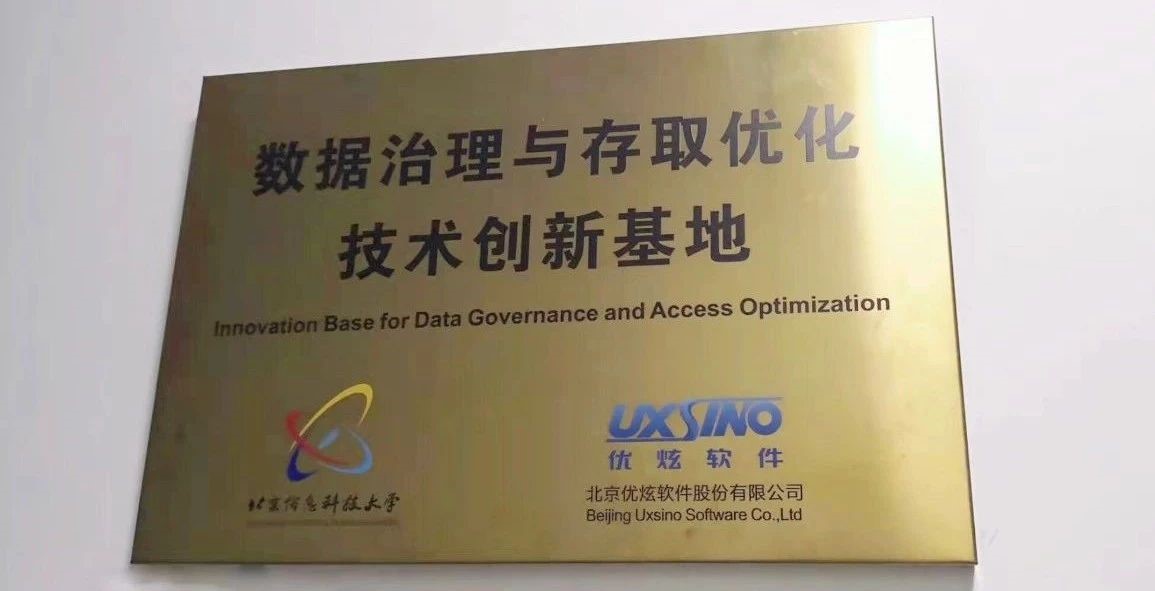 数据治理与存取优化
技术创新基地
Innovation Base for Data Governance and Access Optimization
北京信息科技大学
UXSINO
优炫软件
北京优炫软件股份有限公司
Beijing Uxsino Software Co.,Ltd